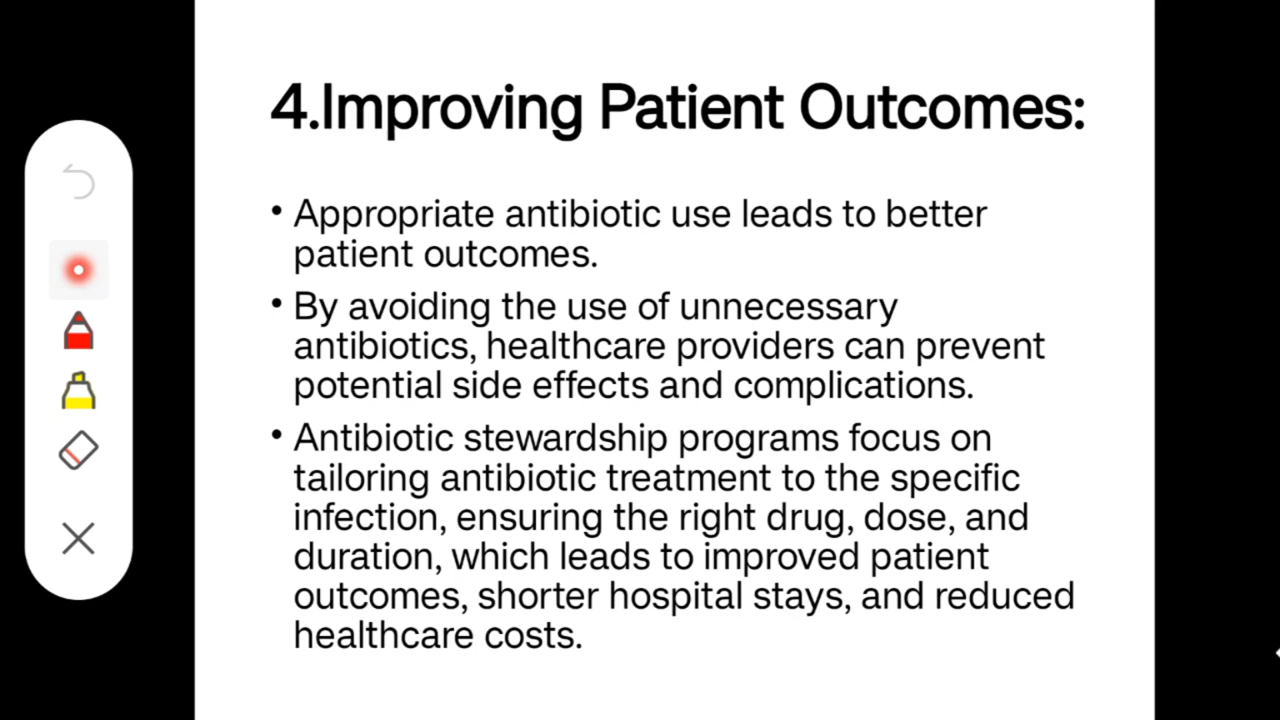 4.Improving Patient Outcomes:
• Appropriate antibiotic use leads to better
patient outcomes.
• By avoiding the use of unnecessary
antibiotics, healthcare providers can prevent
potential side effects and complications.
• Antibiotic stewardship programs focus on
tailoring antibiotic treatment to the specific
infection, ensuring the right drug, dose, and
duration, which leads to improved patient
outcomes, shorter hospital stays, and reduced
healthcare costs.